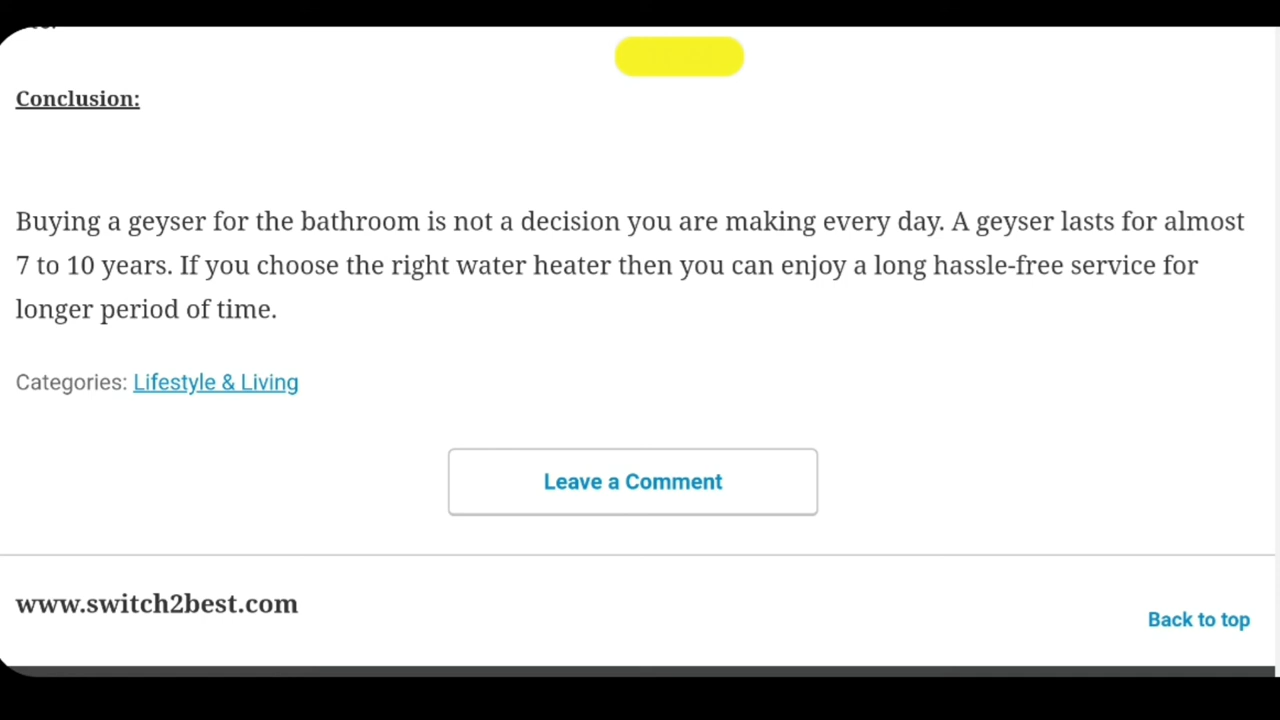 Conclusion:
Buying a geyser for the bathroom is not a decision you are making every day. A geyser lasts for almost
7 to 10 years. If you choose the right water heater then you can enjoy a long hassle-free service for
longer period of time.
Categories: Lifestyle & Living
Leave a Comment
www.switch2best.com
Back to top